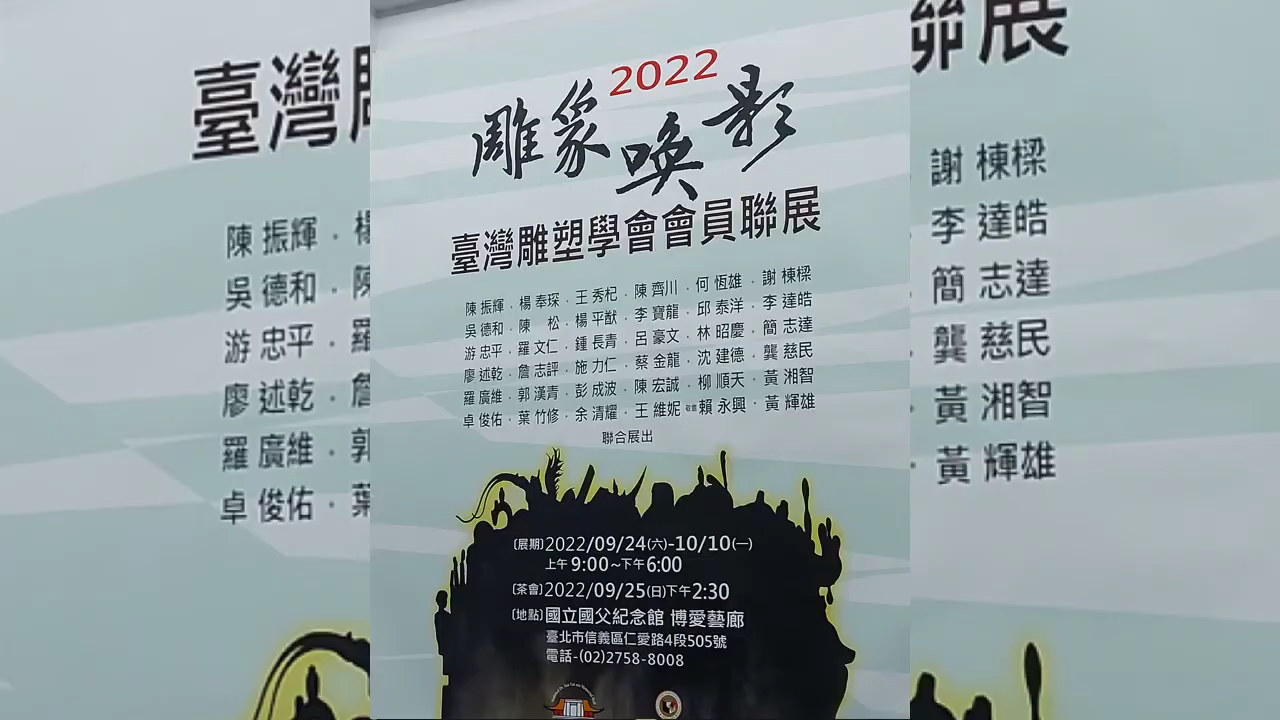 2022
雕象喚影
臺灣雕塑學會會員聯展
陳振輝．楊奉琛．王秀杞．陳齊川．何恆雄．謝棟樑
吳德和．陳　松．楊平猷．李寶龍．邱泰洋．李達皓
游忠平．羅文仁．鍾長青．呂豪文．林昭慶．簡志達
廖述乾．詹志評．施力仁．蔡金龍．沈建德．龔慈民
羅廣維．郭漢青．彭成波．陳宏誠．柳順天．黃湘智
卓俊佑．葉竹修．余清耀．王維妮 賴永興．黃輝雄
聯合展出
〔展期〕2022/09/24(六)-10/10(一)
上午9:00~下午6:00
〔茶會〕2022/09/25(日)下午2:30
〔地點〕國立國父紀念館 博愛藝廊
臺北市信義區仁愛路4段505號
電話-(02)2758-8008